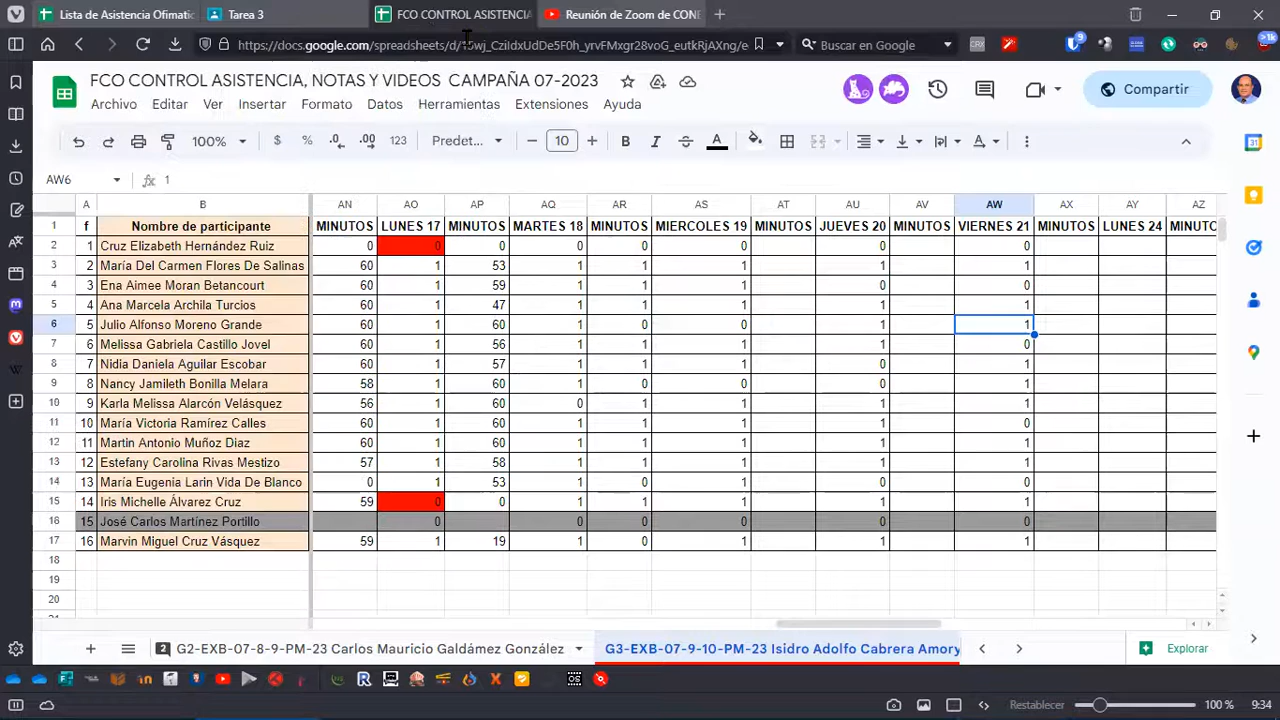 Lista de Asistencia Ofimatic
Tarea 3
FCO CONTROL ASISTENCIA,
Reunión de Zoom de CONE
Buscar en Google
FCO CONTROL ASISTENCIA, NOTAS Y VIDEOS CAMPAÑA 07-2023
Compartir
Archivo Editar Ver Insertar Formato Datos Herramientas Extensiones Ayuda
100% $ % .0 .00 123 Predet... 10 B I A
AW6 fx 1
A B AN AO AP AQ AR AS AT AU AV AW AX AY AZ
1 f Nombre de participante MINUTOS LUNES 17 MINUTOS MARTES 18 MINUTOS MIERCOLES 19 MINUTOS JUEVES 20 MINUTOS VIERNES 21 MINUTOS LUNES 24 MINUTO
2 1 Cruz Elizabeth Hernández Ruiz 0 0 0 0 0 0 0 0
3 2 María Del Carmen Flores De Salinas 60 1 53 1 1 1 1 1
4 3 Ena Aimee Moran Betancourt 60 1 59 1 1 1 0 0
5 4 Ana Marcela Archila Turcios 60 1 47 1 1 1 1 1
6 5 Julio Alfonso Moreno Grande 60 1 60 1 0 0 1 1
7 6 Melissa Gabriela Castillo Jovel 60 1 56 1 1 1 1 0
8 7 Nidia Daniela Aguilar Escobar 60 1 57 1 1 1 0 1
9 8 Nancy Jamileth Bonilla Melara 58 1 60 1 0 0 0 1
10 9 Karla Melissa Alarcón Velásquez 56 1 60 0 1 1 1 1
11 10 María Victoria Ramírez Calles 60 1 60 1 1 1 1 0
12 11 Martin Antonio Muñoz Diaz 60 1 60 1 1 1 1 1
13 12 Estefany Carolina Rivas Mestizo 57 1 58 1 1 1 1 1
14 13 María Eugenia Larin Vida De Blanco 0 1 53 1 1 1 1 0
15 14 Iris Michelle Álvarez Cruz 59 0 0 1 1 1 1 1
16 15 José Carlos Martínez Portillo 0 0 0 0 0 0
17 16 Marvin Miguel Cruz Vásquez 59 1 19 1 0 1 1 1
18
19
20
2 G2-EXB-07-8-9-PM-23 Carlos Mauricio Galdámez González
G3-EXB-07-9-10-PM-23 Isidro Adolfo Cabrera Amory
Explorar
Restablecer 100 % 9:34